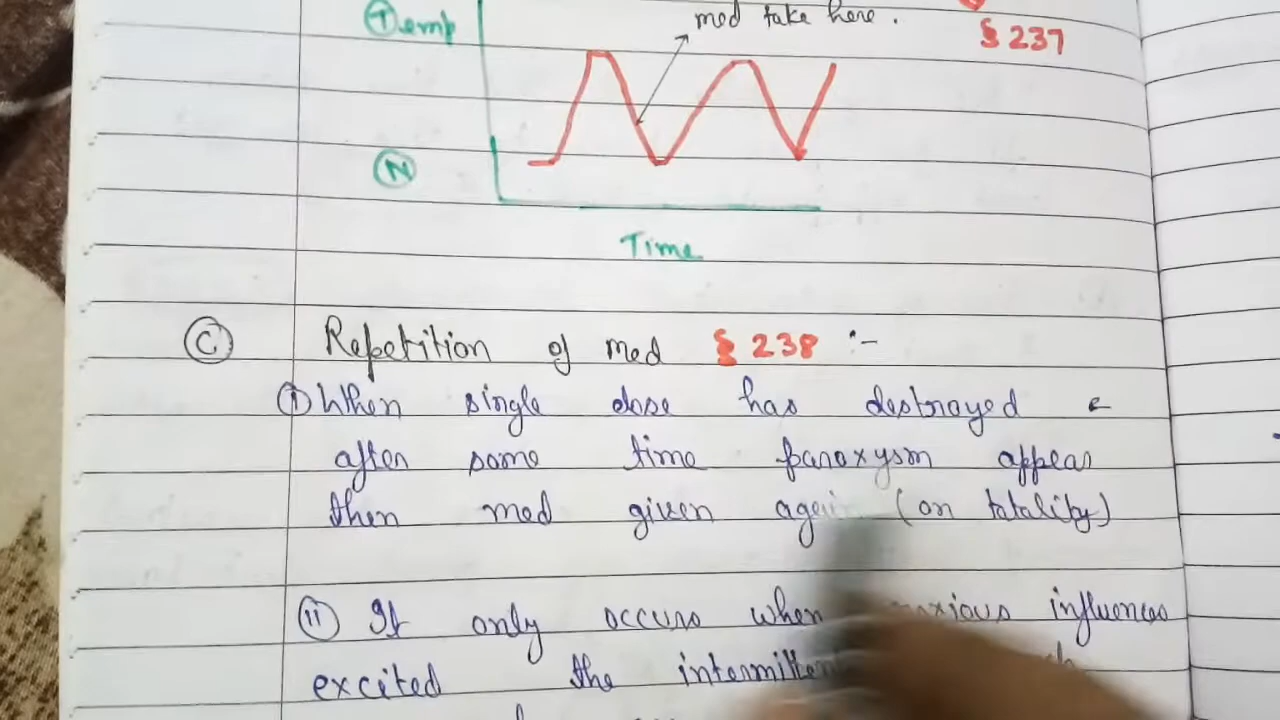 med take here.
Temp
§ 237
N
Time
C Repetition of med § 238 :-
i When single dose has destroyed &
after some time paroxysm appear
then med given again (on totality)
ii It only occurs when noxious influences
excited the